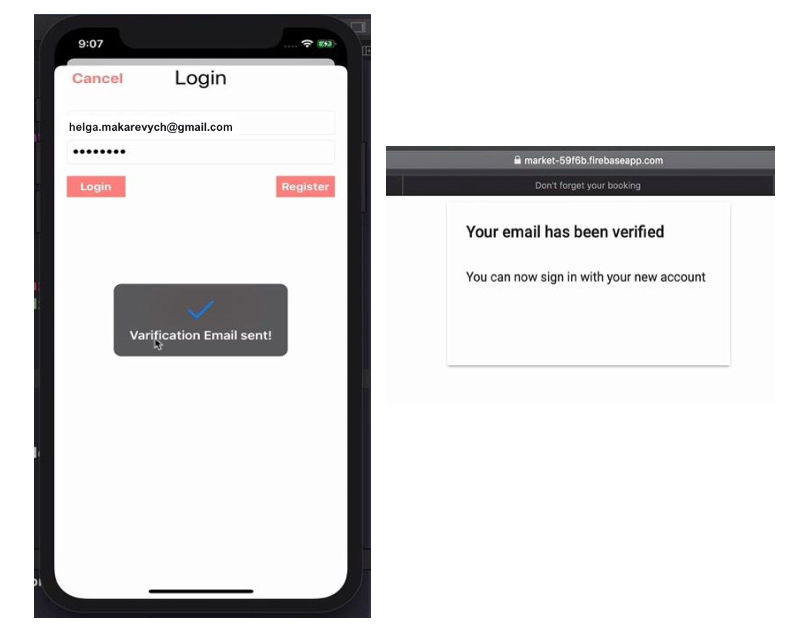 9:07
Cancel
Login
helga.makarevych@gmail.com
Login
Register
Varification Email sent!
market-59f6b.firebaseapp.com
Don't forget your booking
Your email has been verified
You can now sign in with your new account